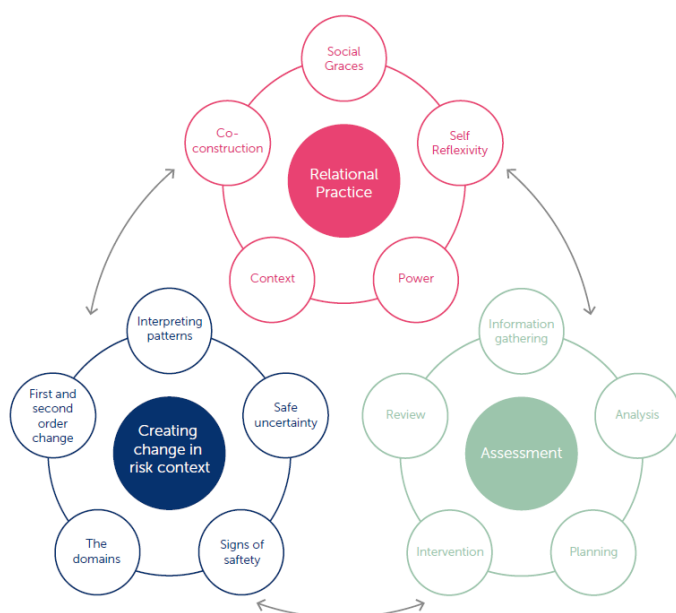 Social
Graces
Co-
construction
Self
Reflexivity
Relational
Practice
Context
Power
Interpreting
patterns
Information
gathering
First and
second
order
change
Safe
uncertainty
Review
Analysis
Creating
change in
risk context
Assessment
The
domains
Signs of
saftety
Intervention
Planning